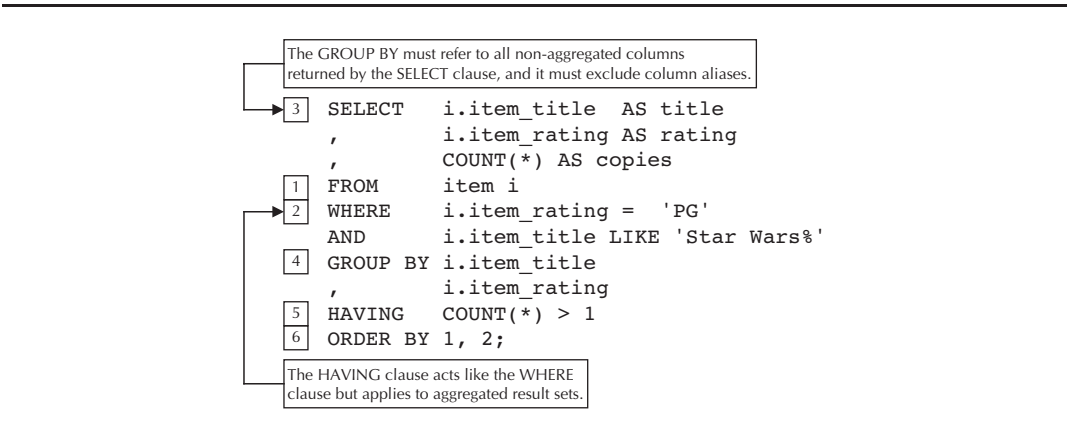 The GROUP BY must refer to all non-aggregated columns
returned by the SELECT clause, and it must exclude column aliases.
3 SELECT i.item_title AS title
, i.item_rating AS rating
, COUNT(*) AS copies
1 FROM item i
2 WHERE i.item_rating = 'PG'
AND i.item_title LIKE 'Star Wars%'
4 GROUP BY i.item_title
, i.item_rating
5 HAVING COUNT(*) > 1
6 ORDER BY 1, 2;
The HAVING clause acts like the WHERE
clause but applies to aggregated result sets.